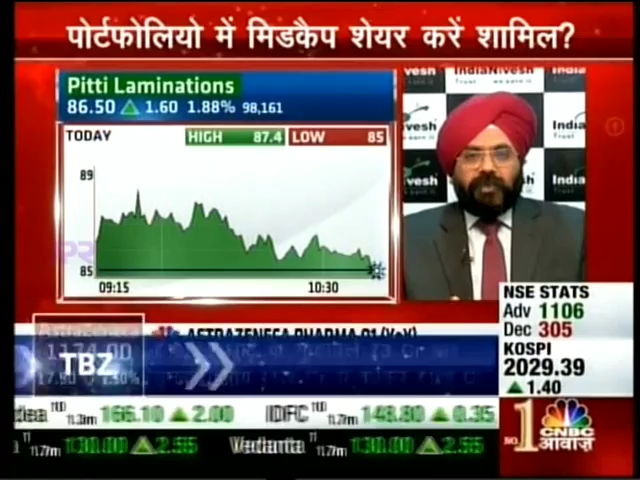 पोर्टफोलियो में मिडकैप शेयर करें शामिल?
Pitti Laminations
86.50 ▲ 1.60 1.88% 98,161
TODAY HIGH 87.4 LOW 85
89
85
09:15 10:30
IndiaNivesh
NSE STATS
Adv 1106
Dec 305
KOSPI
2029.39
▲ 1.40
ASTRAZENECA PHARMA Q1 (YoY)
TBZ
166.10 ▲ 2.00 IDFC 148.80 ▲ 0.35
130.00 ▲ 2.55 Vedanta 130.00 ▲ 2.55
NO. 1 CNBC
आवाज़